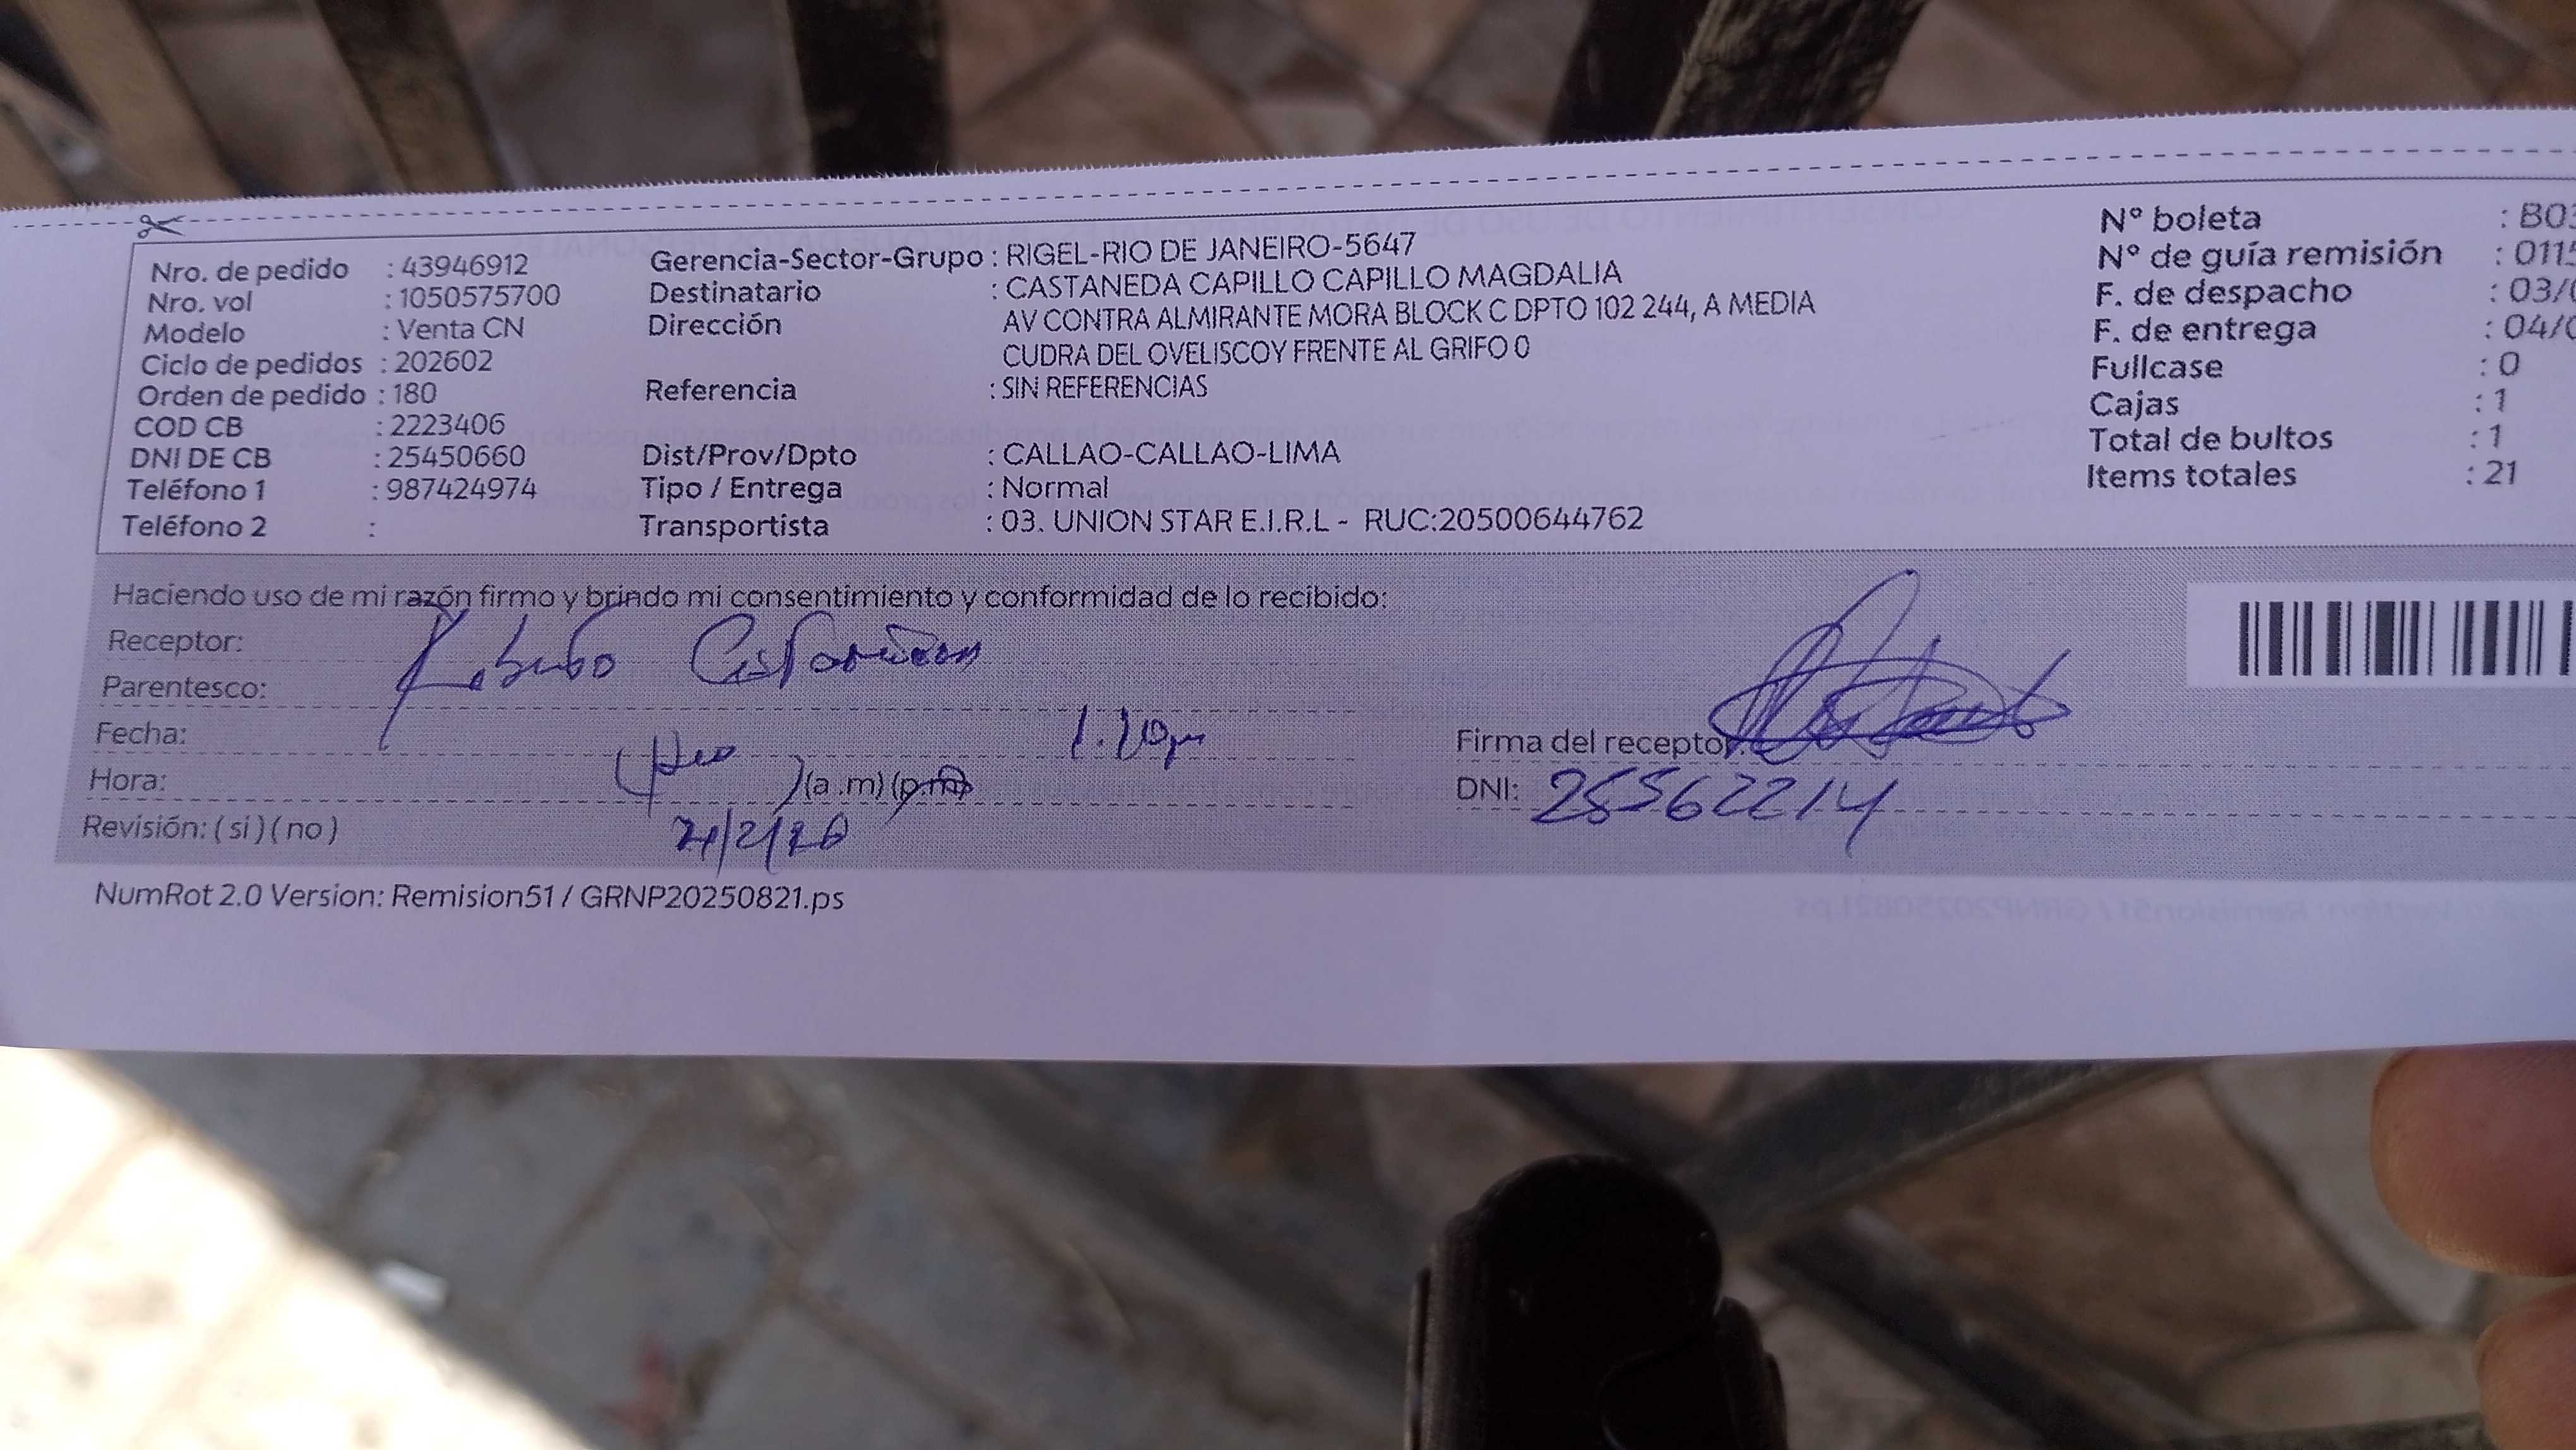 Nro. de pedido : 43946912
Nro. vol : 1050575700
Modelo : Venta CN
Ciclo de pedidos : 202602
Orden de pedido : 180
COD CB : 2223406
DNI DE CB : 25450660
Teléfono 1 : 987424974
Teléfono 2 :
Gerencia-Sector-Grupo : RIGEL-RIO DE JANEIRO-5647
Destinatario : CASTANEDA CAPILLO CAPILLO MAGDALIA
Dirección AV CONTRA ALMIRANTE MORA BLOCK C DPTO 102 244, A MEDIA
CUDRA DEL OVELISCOY FRENTE AL GRIFO 0
Referencia : SIN REFERENCIAS
Dist/Prov/Dpto : CALLAO-CALLAO-LIMA
Tipo / Entrega : Normal
Transportista : 03. UNION STAR E.I.R.L - RUC:20500644762
N° boleta : B03
N° de guía remisión : 0115
F. de despacho : 03/0
F. de entrega : 04/0
Fullcase : 0
Cajas : 1
Total de bultos : 1
Items totales : 21
Haciendo uso de mi razón firmo y brindo mi consentimiento y conformidad de lo recibido:
Receptor:
Parentesco:
Fecha:
Hora: (a.m) (p.m)
Revisión: ( si ) ( no )
Firma del receptor:
DNI: 25562214
NumRot 2.0 Version: Remision51 / GRNP20250821.ps